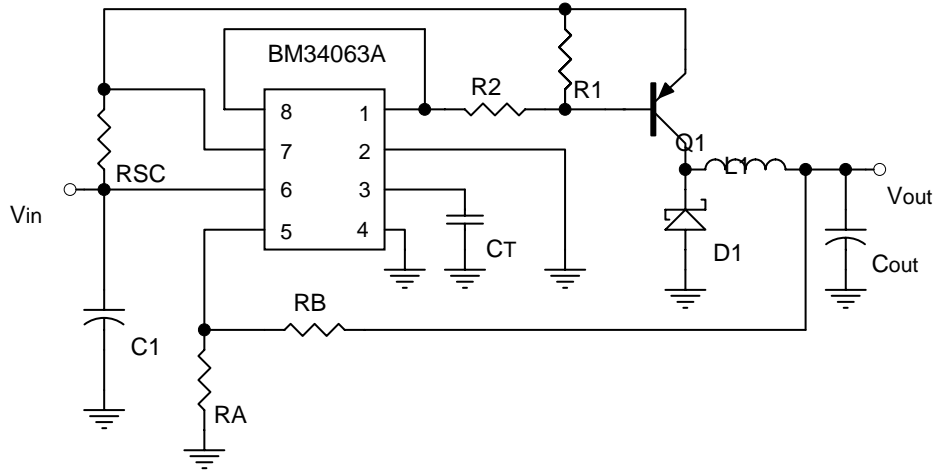 BM34063A
R2
R1
8
1
7
2
Q1
RSC
L1
6
3
Vin
Vout
5
4
CT
D1
Cout
RB
C1
RA